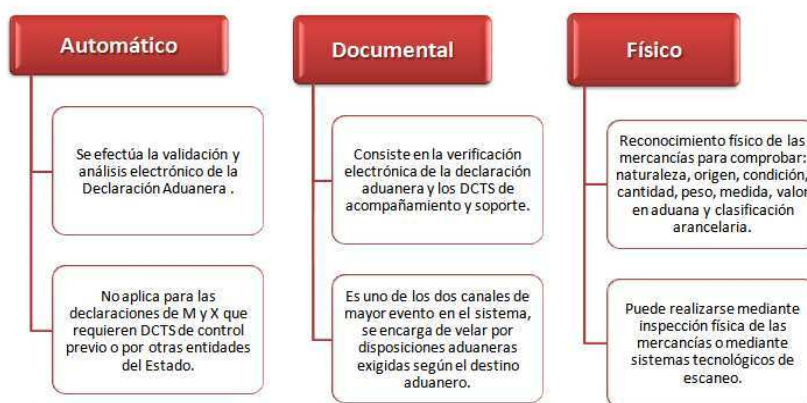 Automático
Se efectúa la validación y
análisis electrónico de la
Declaración Aduanera .
No aplica para las
declaraciones de M y X que
requieren DCTS de control
previo o por otras entidades
del Estado.
Documental
Consiste en la verificación
electrónica de la declaración
aduanera y los DCTS de
acompañamiento y soporte.
Es uno de los dos canales de
mayor evento en el sistema,
se encarga de velar por
disposiciones aduaneras
exigidas según el destino
aduanero.
Físico
Reconocimiento físico de las
mercancías para comprobar:
naturaleza, origen, condición,
cantidad, peso, medida, valor
en aduana y clasificación
arancelaria.
Puede realizarse mediante
inspección física de las
mercancías o mediante
sistemas tecnológicos de
escaneo.